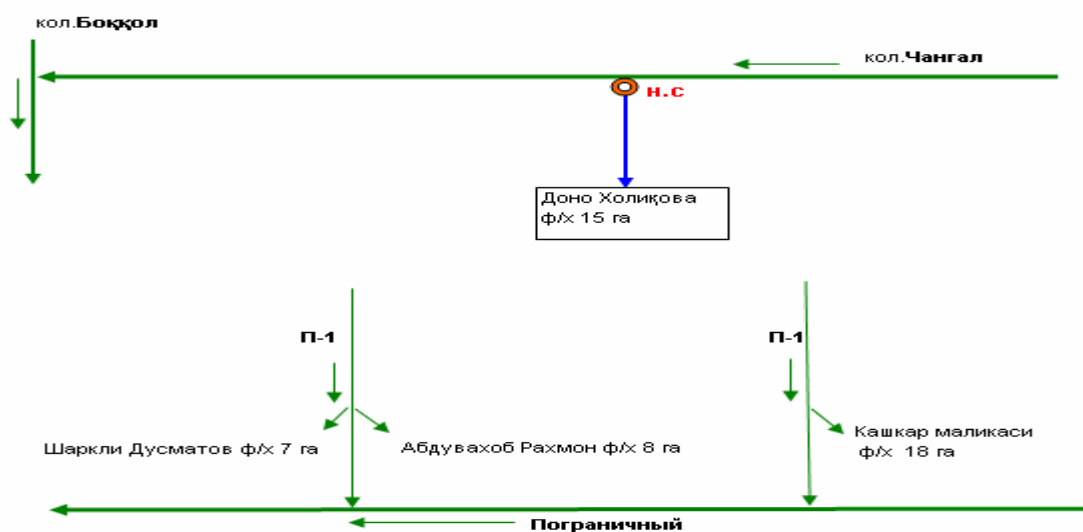 кол.Боққол
кол.Чангал
н.с
Доно Холиқова
ф/х 15 га
П-1
П-1
Шаркли Дусматов ф/х 7 га
Абдувахоб Рахмон ф/х 8 га
Кашкар маликаси
ф/х 18 га
Пограничный